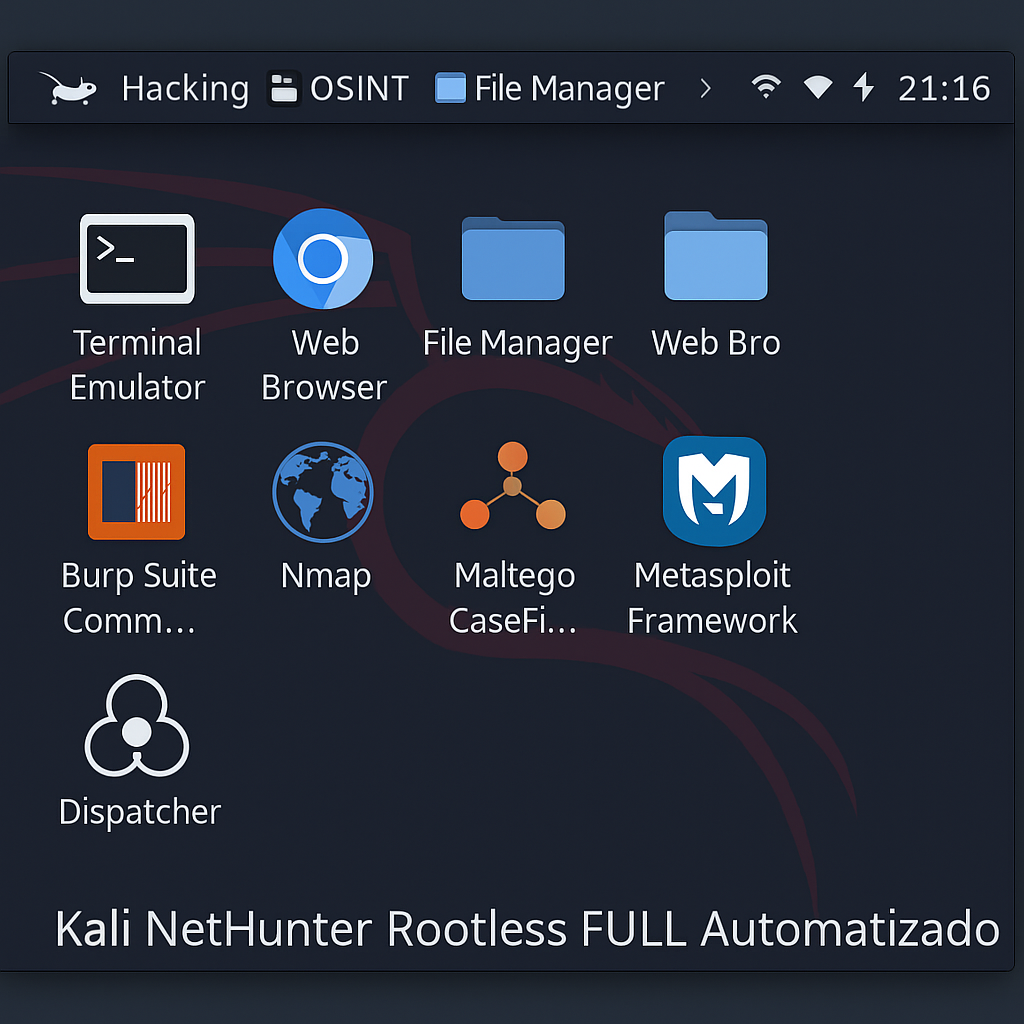 Hacking OSINT File Manager > 21:16
Terminal Emulator
Web Browser
File Manager
Web Bro
Burp Suite Comm...
Nmap
Maltego CaseFi...
Metasploit Framework
Dispatcher
Kali NetHunter Rootless FULL Automatizado